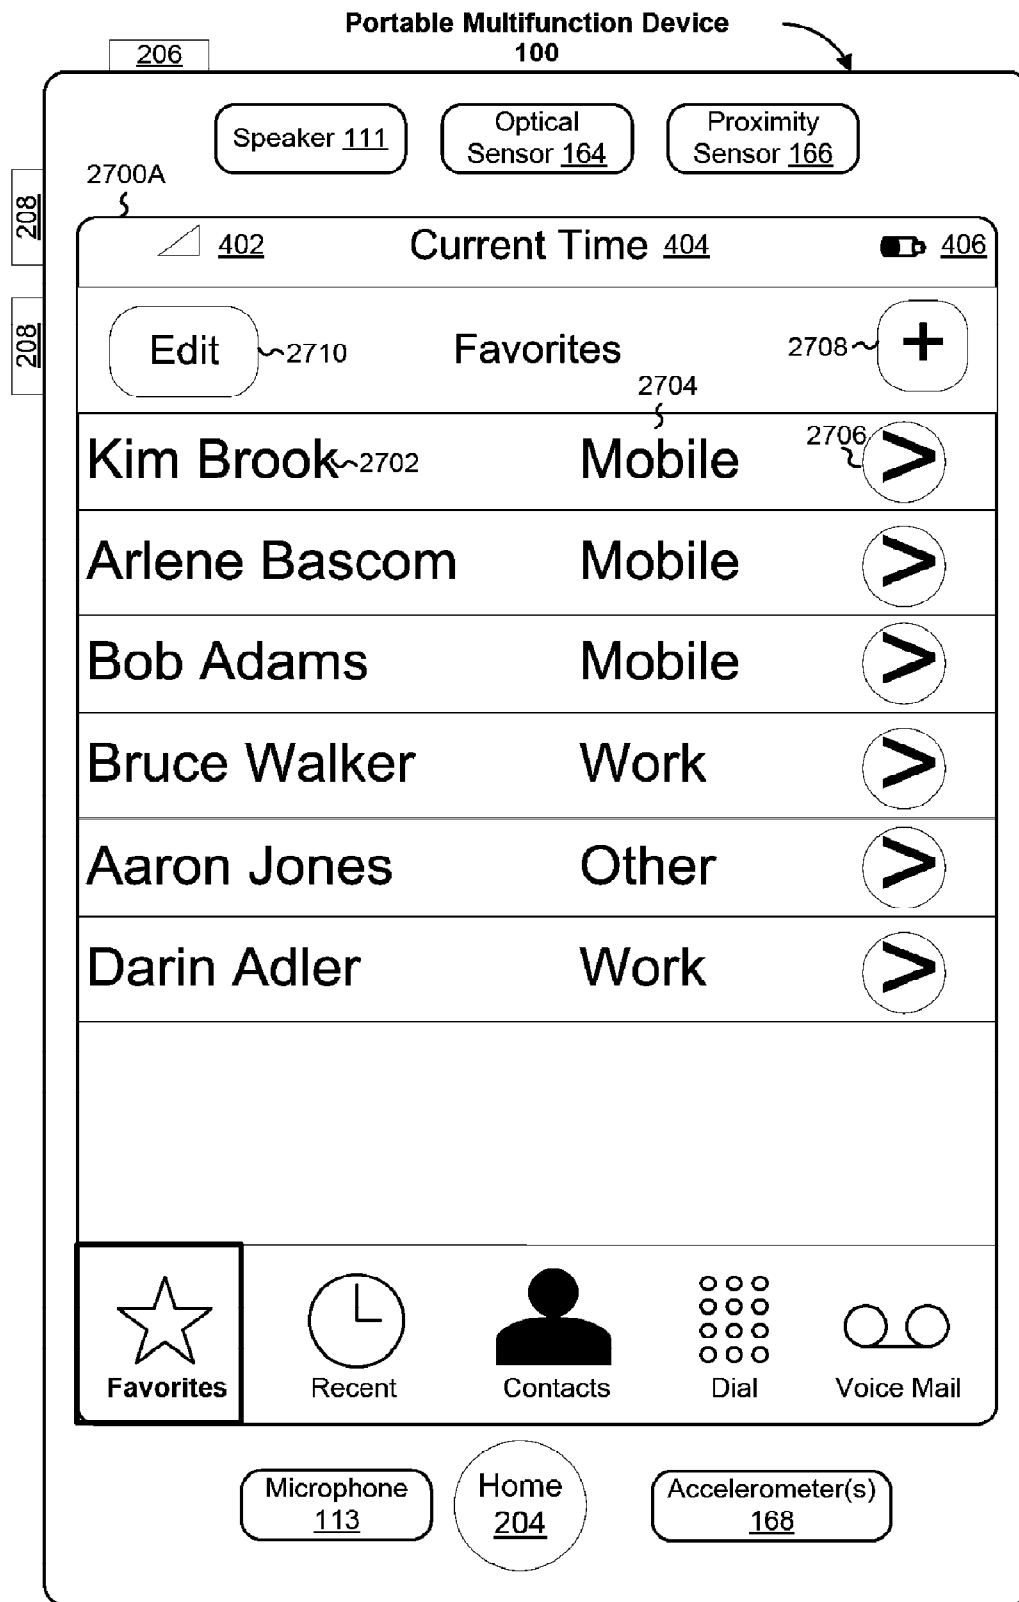 Portable Multifunction Device
100
206
Speaker 111
Optical
Sensor 164
Proximity
Sensor 166
2700A
208
208
402
Current Time 404
406
Edit
2710
Favorites
2708
+
2704
Kim Brook
2702
Mobile
2706
>
Arlene Bascom
Mobile
>
Bob Adams
Mobile
>
Bruce Walker
Work
>
Aaron Jones
Other
>
Darin Adler
Work
>
Favorites
Recent
Contacts
Dial
Voice Mail
Microphone
113
Home
204
Accelerometer(s)
168